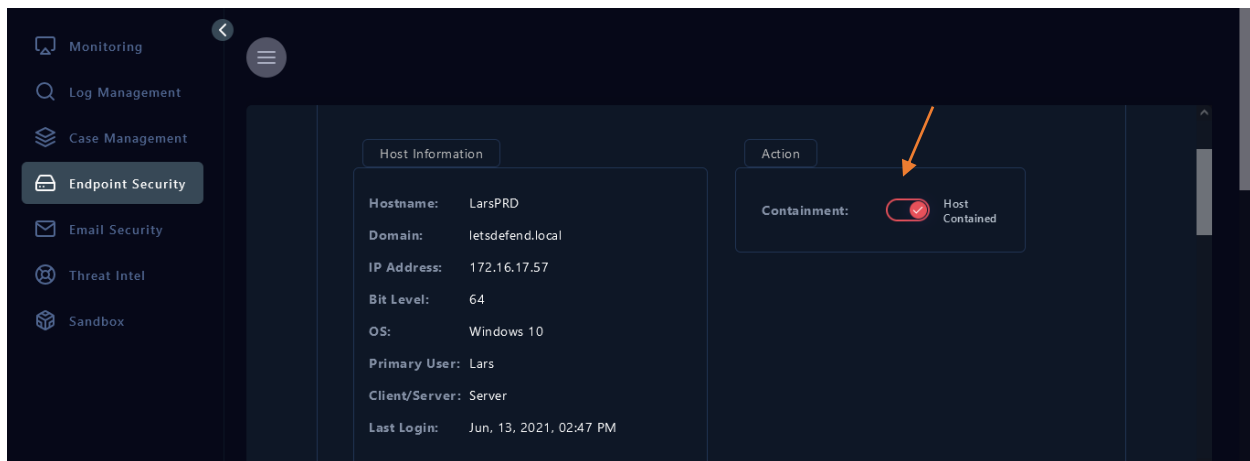 Monitoring
Log Management
Case Management
Endpoint Security
Email Security
Threat Intel
Sandbox
Host Information
Hostname: LarsPRD
Domain: letsdefend.local
IP Address: 172.16.17.57
Bit Level: 64
OS: Windows 10
Primary User: Lars
Client/Server: Server
Last Login: Jun, 13, 2021, 02:47 PM
Action
Containment:
Host
Contained